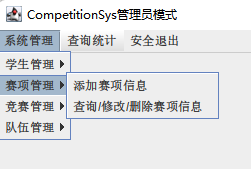 CompetitionSys管理员模式
系统管理 查询统计 安全退出
学生管理
赛项管理 添加赛项信息
竞赛管理 查询/修改/删除赛项信息
队伍管理